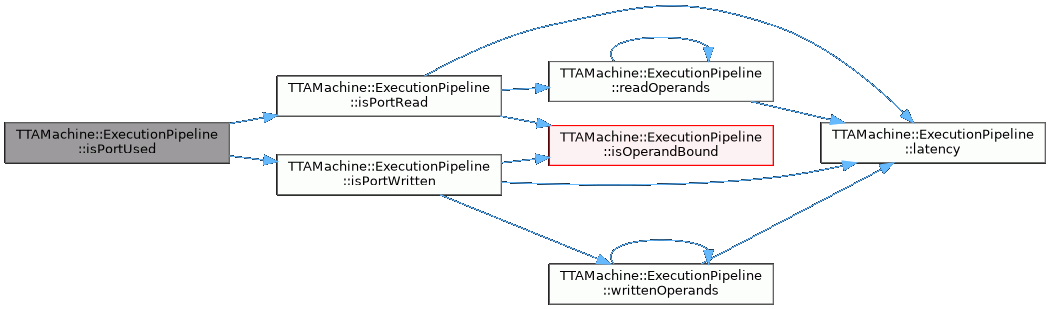 TTAMachine::ExecutionPipeline
::isPortUsed
TTAMachine::ExecutionPipeline
::isPortRead
TTAMachine::ExecutionPipeline
::isPortWritten
TTAMachine::ExecutionPipeline
::readOperands
TTAMachine::ExecutionPipeline
::isOperandBound
TTAMachine::ExecutionPipeline
::writtenOperands
TTAMachine::ExecutionPipeline
::latency